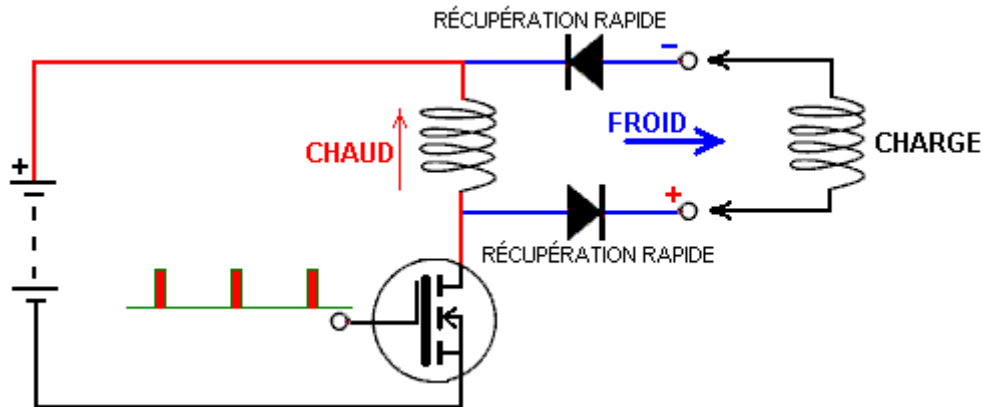 RÉCUPÉRATION RAPIDE
–
FROID
CHAUD
CHARGE
+
+
RÉCUPÉRATION RAPIDE